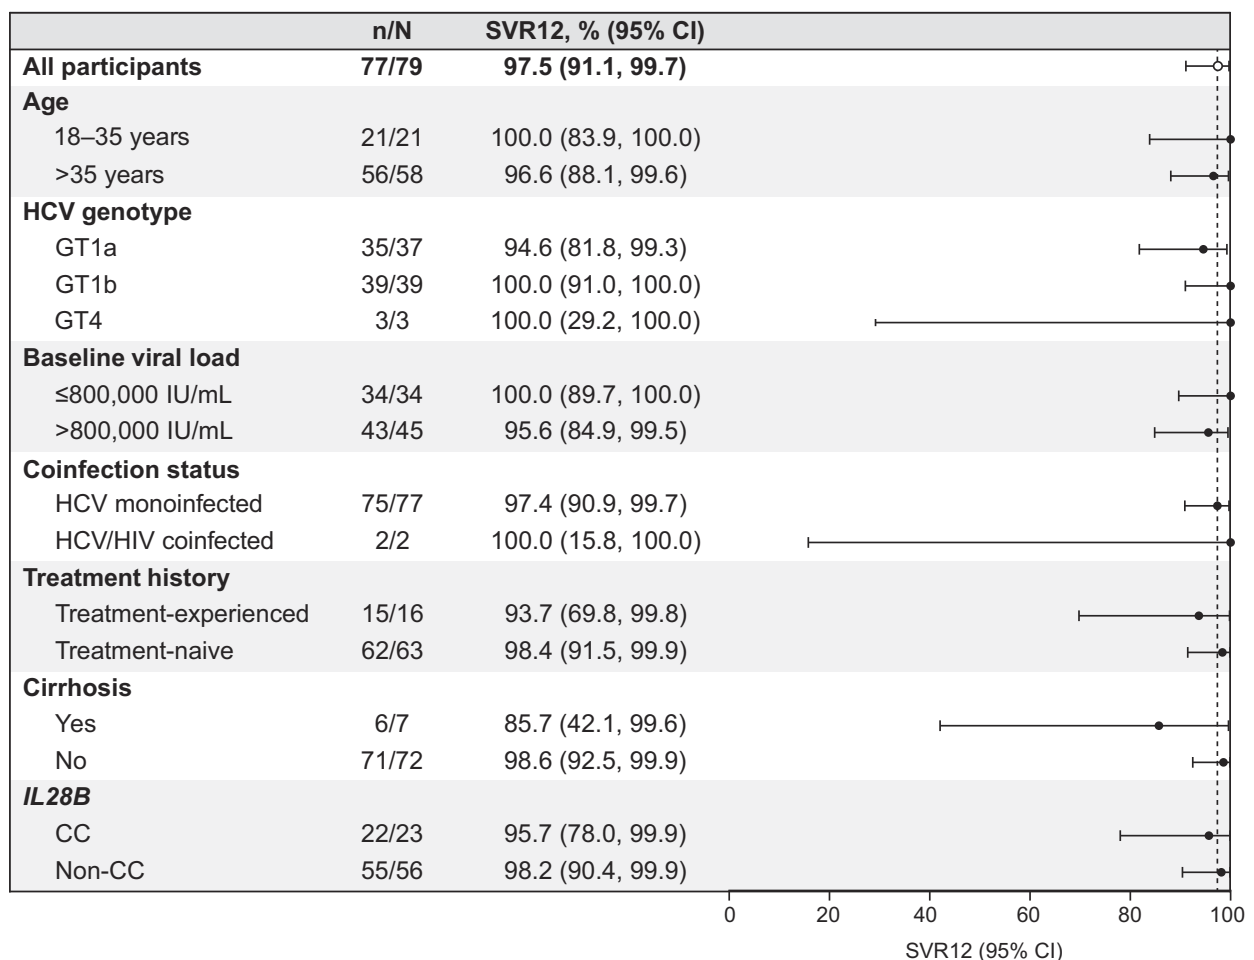 n/N SVR12, % (95% CI)
All participants 77/79 97.5 (91.1, 99.7)
Age
18–35 years 21/21 100.0 (83.9, 100.0)
>35 years 56/58 96.6 (88.1, 99.6)
HCV genotype
GT1a 35/37 94.6 (81.8, 99.3)
GT1b 39/39 100.0 (91.0, 100.0)
GT4 3/3 100.0 (29.2, 100.0)
Baseline viral load
≤800,000 IU/mL 34/34 100.0 (89.7, 100.0)
>800,000 IU/mL 43/45 95.6 (84.9, 99.5)
Coinfection status
HCV monoinfected 75/77 97.4 (90.9, 99.7)
HCV/HIV coinfected 2/2 100.0 (15.8, 100.0)
Treatment history
Treatment-experienced 15/16 93.7 (69.8, 99.8)
Treatment-naive 62/63 98.4 (91.5, 99.9)
Cirrhosis
Yes 6/7 85.7 (42.1, 99.6)
No 71/72 98.6 (92.5, 99.9)
IL28B
CC 22/23 95.7 (78.0, 99.9)
Non-CC 55/56 98.2 (90.4, 99.9)
0 20 40 60 80 100
SVR12 (95% CI)